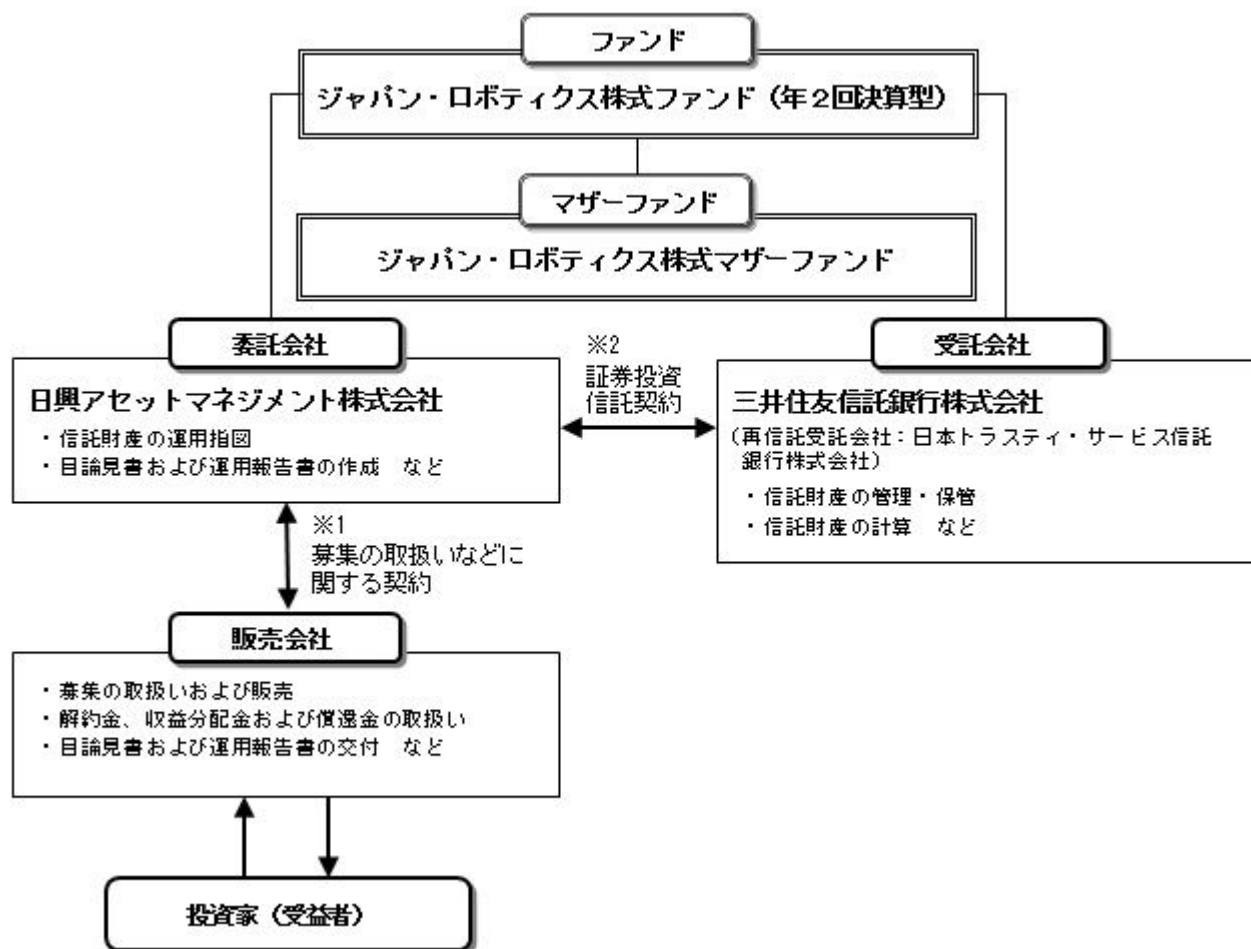 ファンド
ジャパン・ロボティクス株式ファンド（年２回決算型）
マザーファンド
ジャパン・ロボティクス株式マザーファンド
委託会社
日興アセットマネジメント株式会社
・信託財産の運用指図
・目論見書および運用報告書の作成　など
※2
証券投資
信託契約
受託会社
三井住友信託銀行株式会社
（再信託受託会社：日本トラスティ・サービス信託
銀行株式会社）
・信託財産の管理・保管
・信託財産の計算　など
※1
募集の取扱いなどに
関する契約
販売会社
・募集の取扱いおよび販売
・解約金、収益分配金および償還金の取扱い
・目論見書および運用報告書の交付　など
投資家（受益者）